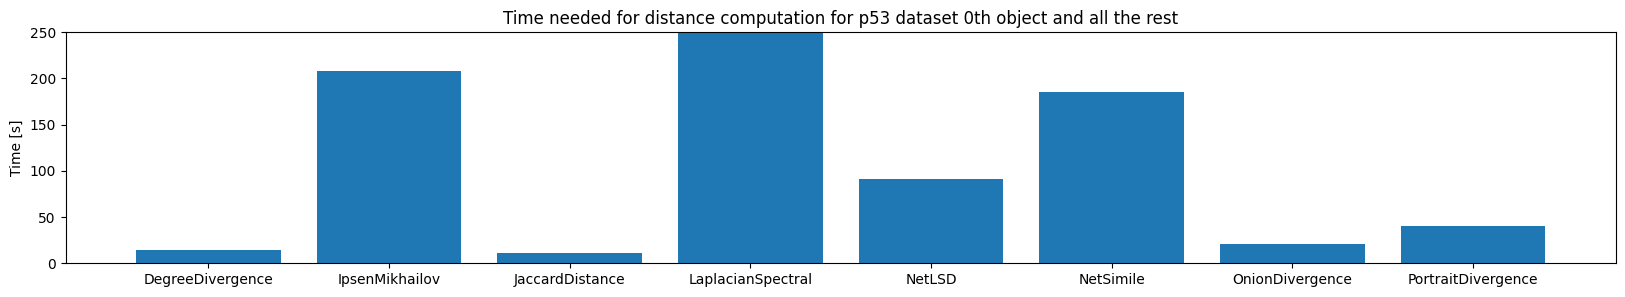 Time needed for distance computation for p53 dataset 0th object and all the rest
Time [s]
250
200
150
100
50
0
DegreeDivergence IpsenMikhailov JaccardDistance LaplacianSpectral NetLSD NetSimile OnionDivergence PortraitDivergence